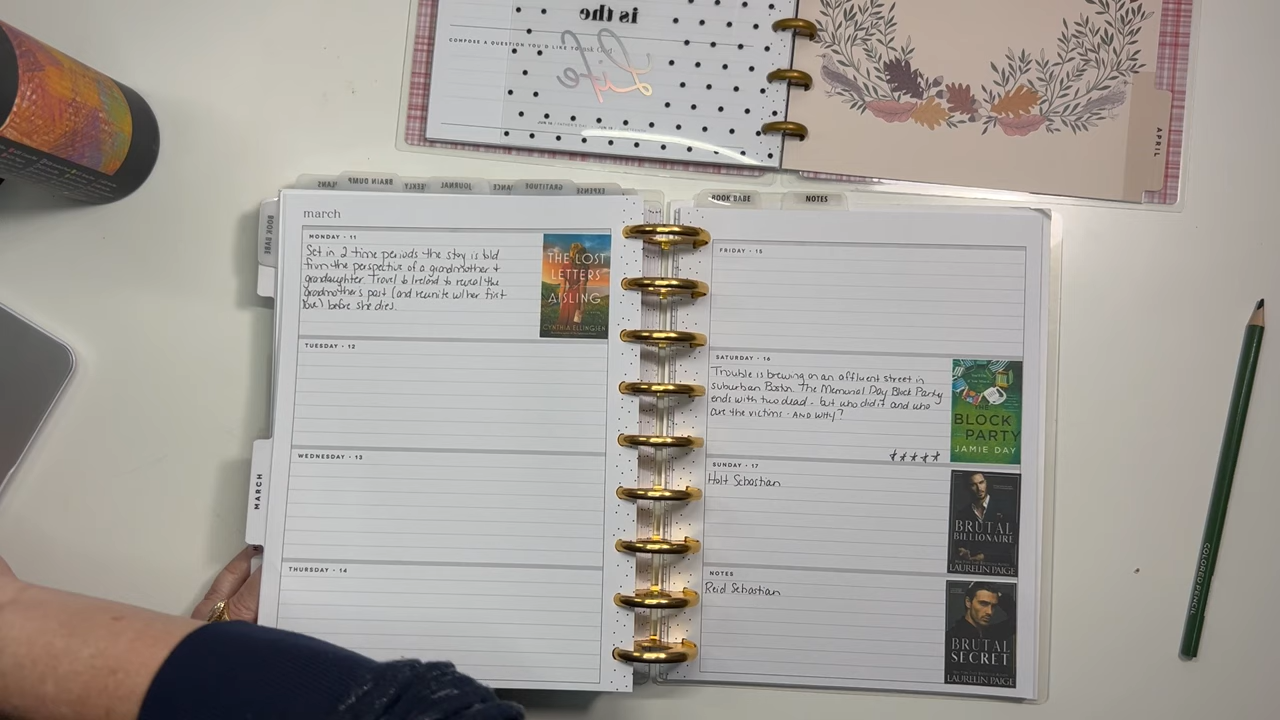 is the
Life
COMPOSE A QUESTION YOU'D LIKE TO ask God.
APRIL
BRAIN DUMP
JOURNAL
GRATITUDE
EXPENSE
BOOK BABE
NOTES
BOOK BABE
march
MONDAY • 11
Set in 2 time periods the story is told
from the perspective of a grandmother +
grandaughter. Travel to Ireland to reveal the
grandmothers past (and reunite w/her first
love) before she dies.
THE LOST
LETTERS
AISLING
CYNTHIA ELLINGSEN
TUESDAY • 12
WEDNESDAY • 13
MARCH
THURSDAY • 14
FRIDAY • 15
SATURDAY • 16
Trouble is brewing on an affluent street in
suburban Boston. The Memorial Day Block Party
ends with two dead - but who did it and who
are the victims - AND WHY?
THE
BLOCK
PARTY
JAMIE DAY
SUNDAY • 17
Holt Sebastian
BRUTAL
BILLIONAIRE
LAURELIN PAIGE
NOTES
Reid Sebastian
BRUTAL
SECRET
LAURELIN PAIGE
COLORED PENCIL